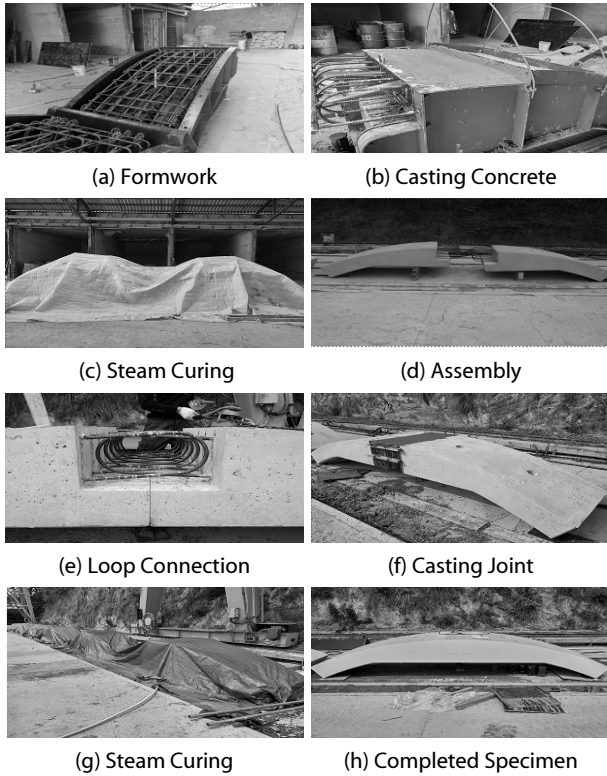 (a) Formwork
(b) Casting Concrete
(c) Steam Curing
(d) Assembly
(e) Loop Connection
(f) Casting Joint
(g) Steam Curing
(h) Completed Specimen